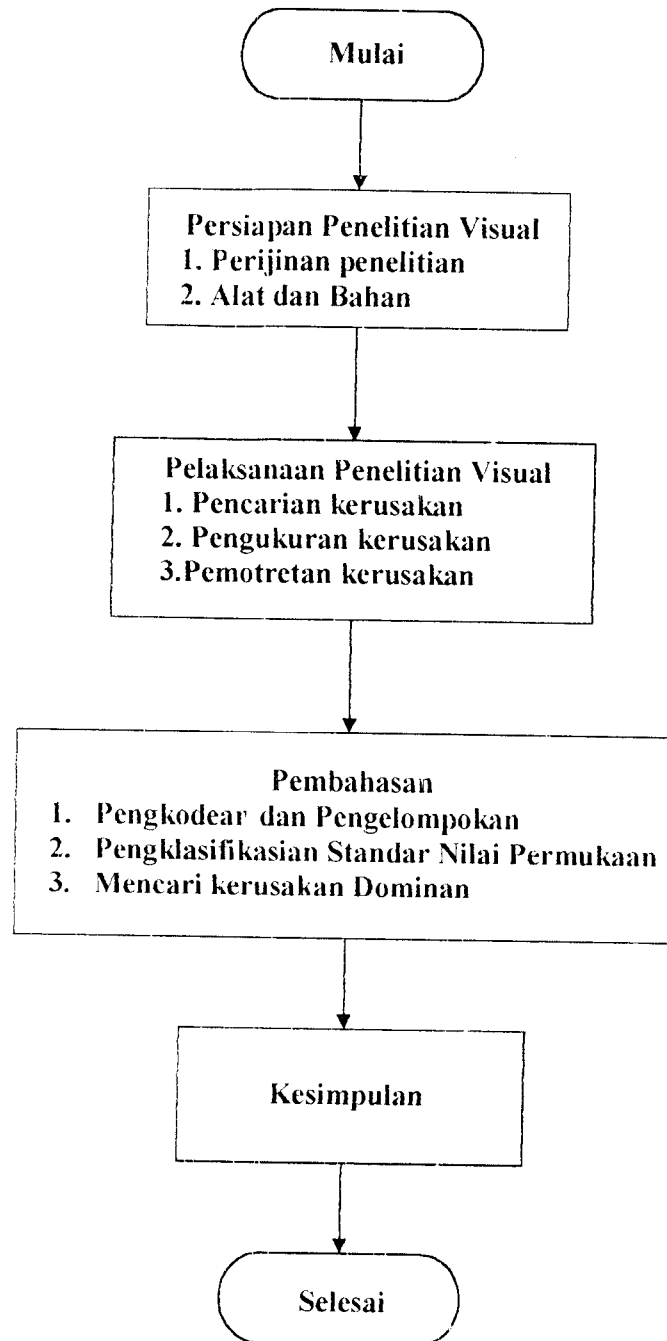 Mulai
Persiapan Penelitian Visual
1. Perijinan penelitian
2. Alat dan Bahan
Pelaksanaan Penelitian Visual
1. Pencarian kerusakan
2. Pengukuran kerusakan
3.Pemotretan kerusakan
Pembahasan
1. Pengkodear dan Pengelompokan
2. Pengklasifikasian Standar Nilai Permukaan
3. Mencari kerusakan Dominan
Kesimpulan
Selesai